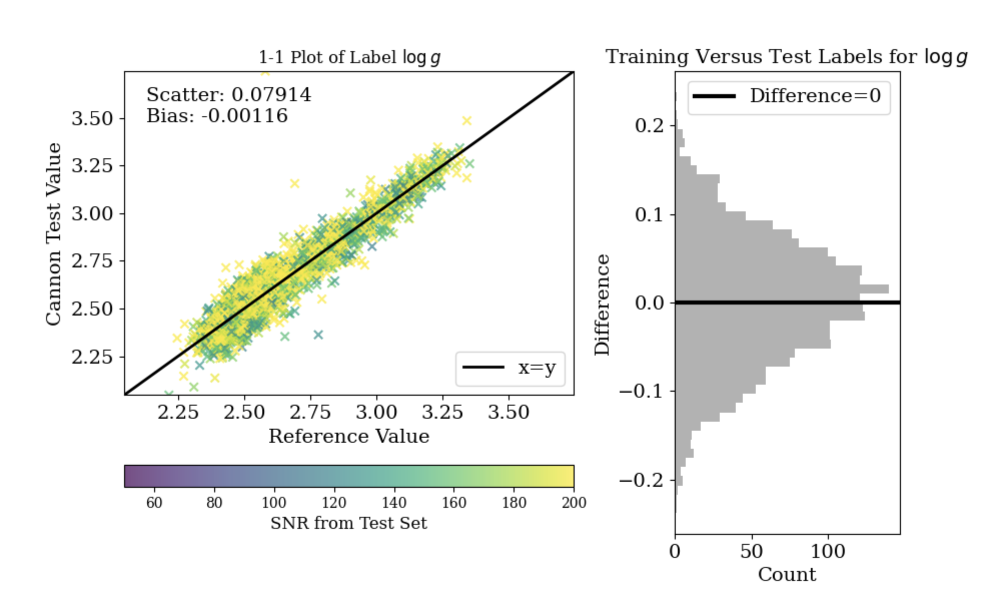 1-1 Plot of Label log g
Scatter: 0.07914
Bias: -0.00116
3.50
3.25
3.00
2.75
2.50
2.25
Cannon Test Value
x=y
2.25 2.50 2.75 3.00 3.25 3.50
Reference Value
60 80 100 120 140 160 180 200
SNR from Test Set
Training Versus Test Labels for log g
Difference=0
0.2
0.1
0.0
−0.1
−0.2
Difference
0 50 100
Count